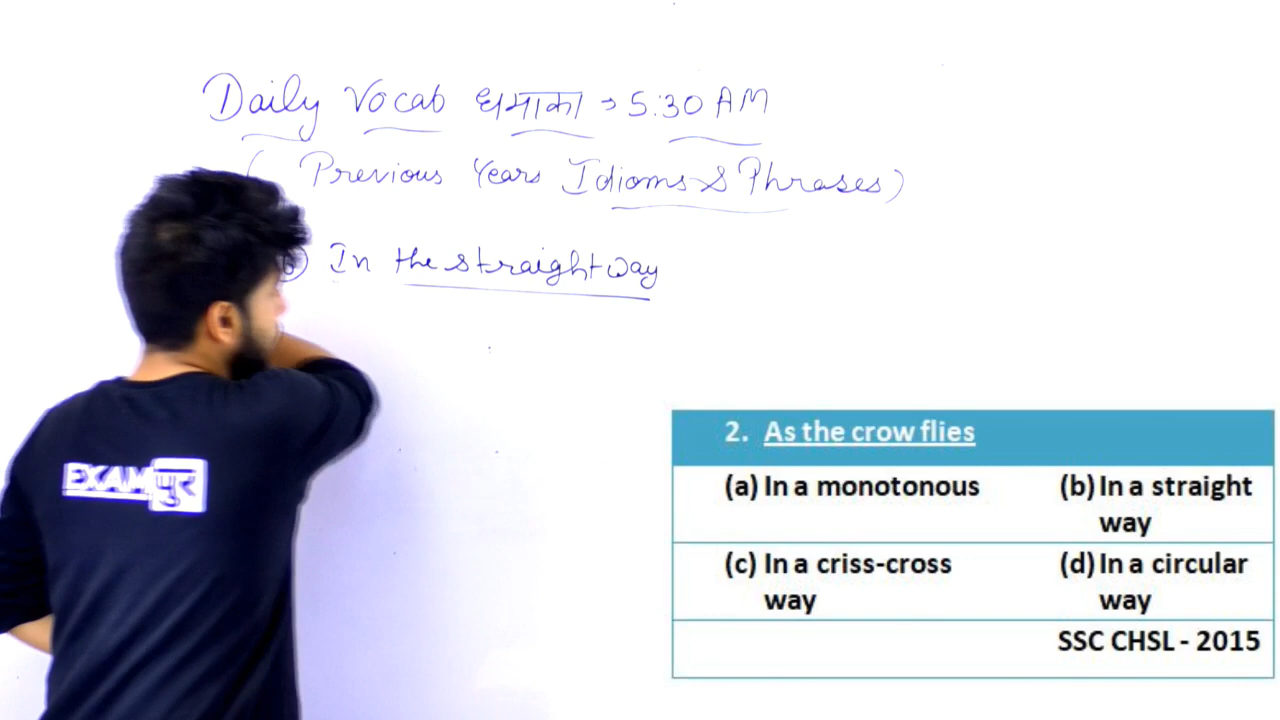 Daily Vocab धमाका → 5:30 AM
( Previous Years Idioms & Phrases)
b) In the straight way
EXAMपुर
2. As the crow flies
(a) In a monotonous
(b) In a straight way
(c) In a criss-cross way
(d) In a circular way
SSC CHSL - 2015